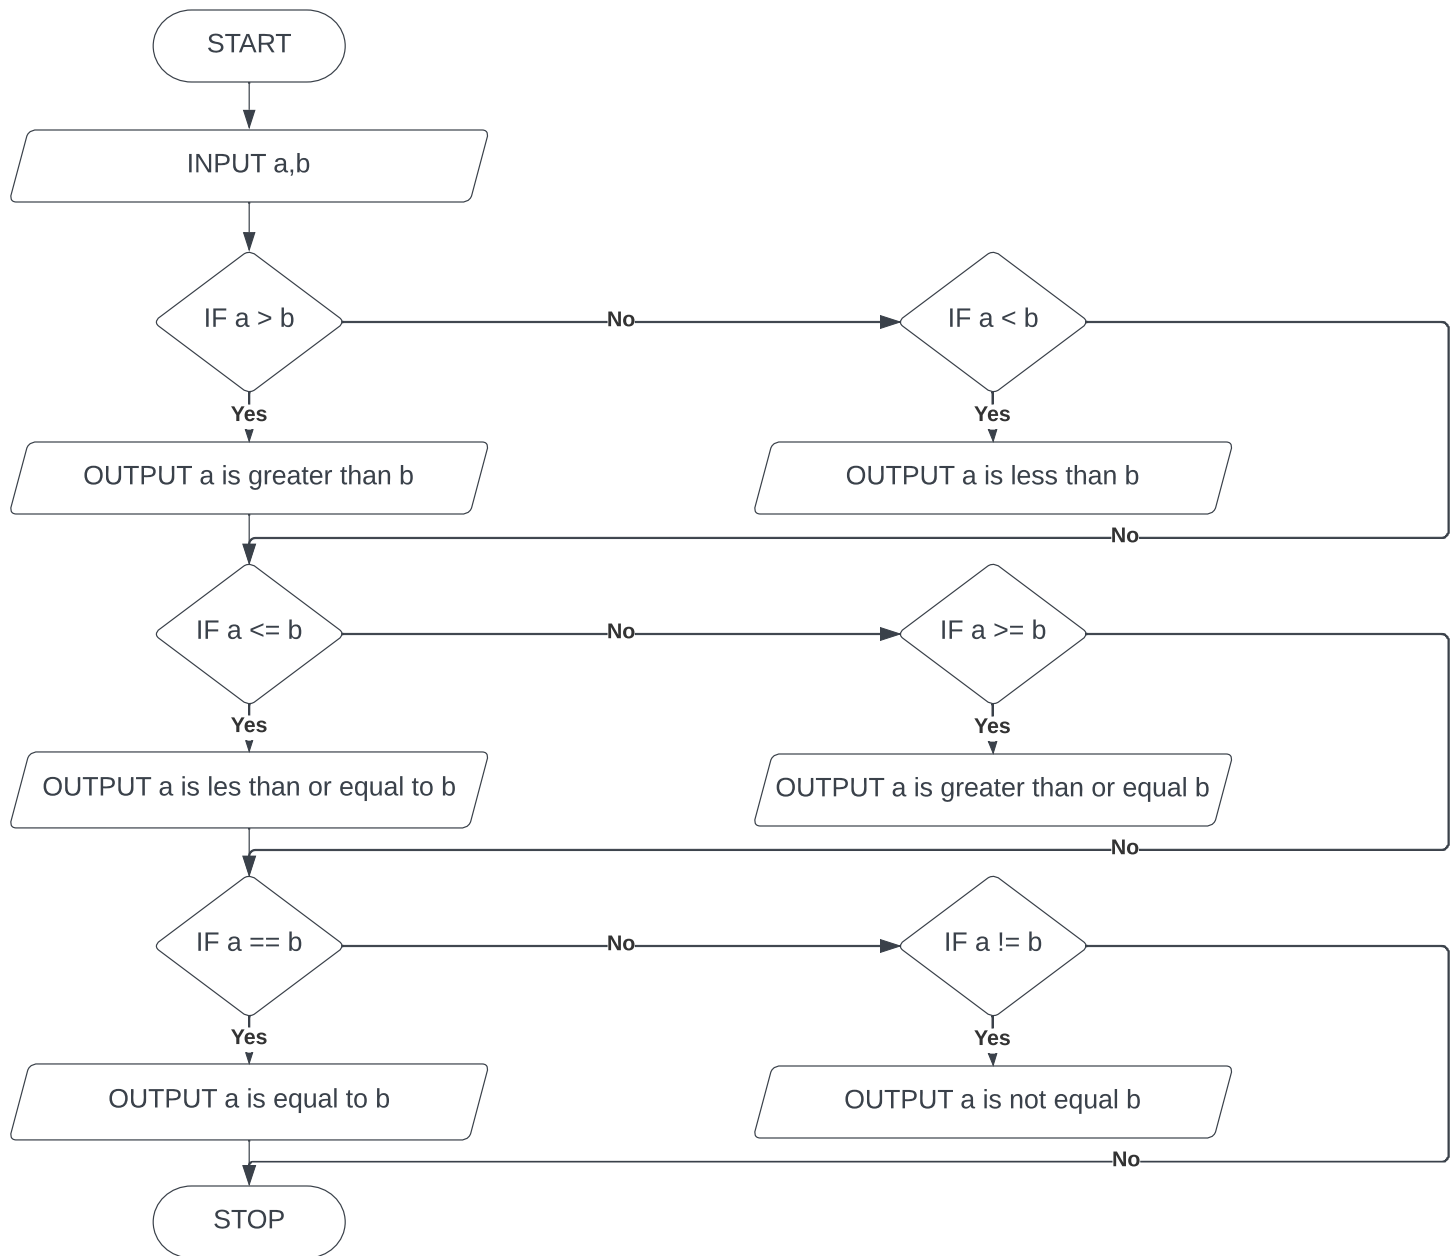 START
INPUT a,b
IF a > b
No
IF a < b
Yes
Yes
OUTPUT a is greater than b
OUTPUT a is less than b
No
IF a <= b
No
IF a >= b
Yes
Yes
OUTPUT a is les than or equal to b
OUTPUT a is greater than or equal b
No
IF a == b
No
IF a != b
Yes
Yes
OUTPUT a is equal to b
OUTPUT a is not equal b
No
STOP